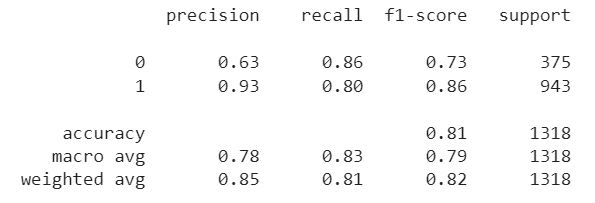 precision recall f1-score support
0 0.63 0.86 0.73 375
1 0.93 0.80 0.86 943
accuracy 0.81 1318
macro avg 0.78 0.83 0.79 1318
weighted avg 0.85 0.81 0.82 1318